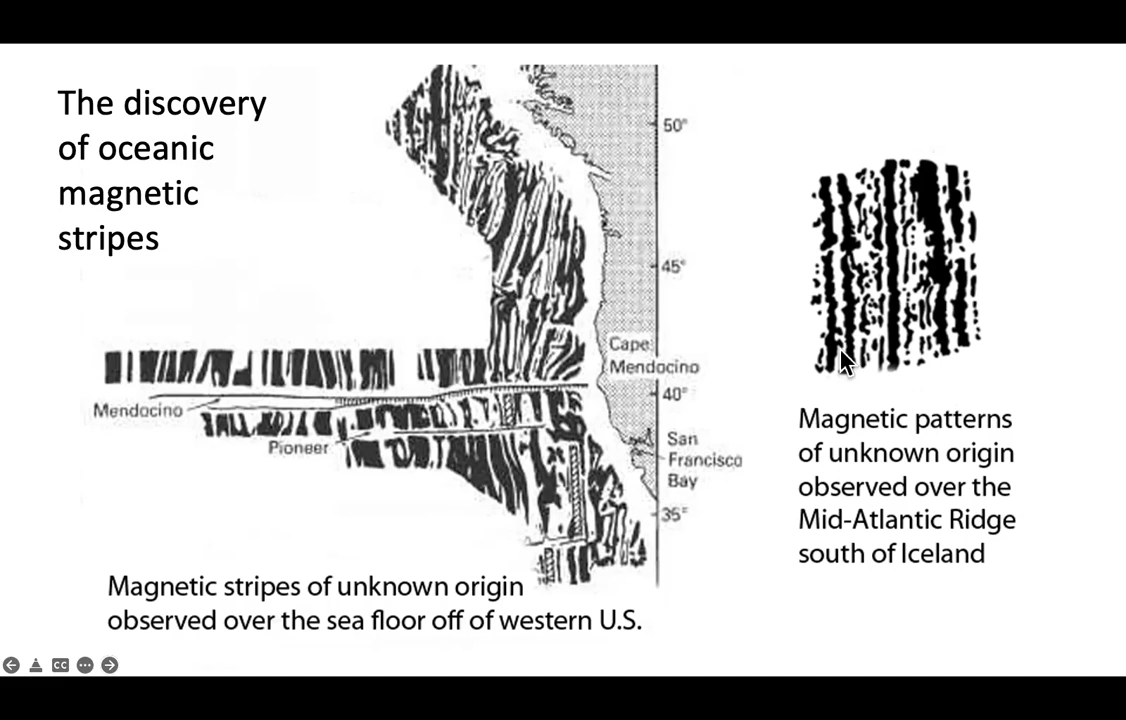 The discovery
of oceanic
magnetic
stripes
50°
45°
Cape
Mendocino
40°
Mendocino
Pioneer
San
Francisco
Bay
35°
Magnetic stripes of unknown origin
observed over the sea floor off of western U.S.
Magnetic patterns
of unknown origin
observed over the
Mid-Atlantic Ridge
south of Iceland
CC